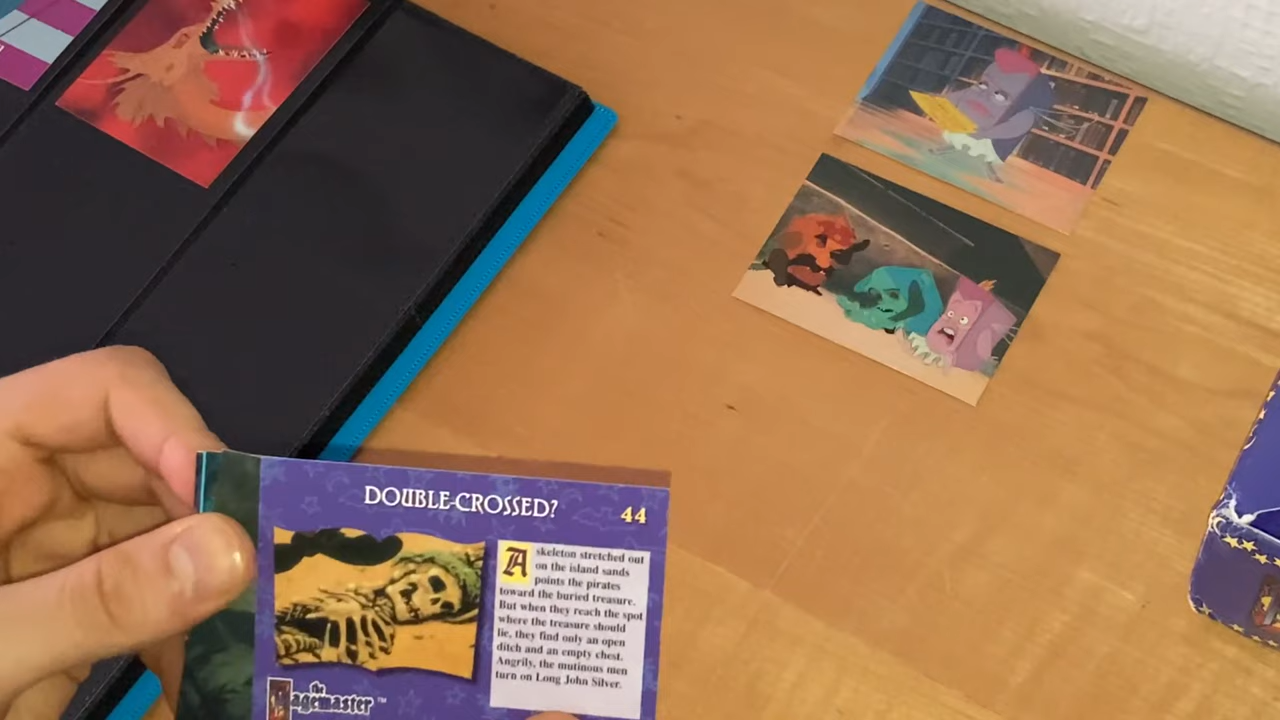 DOUBLE-CROSSED?
44
A skeleton stretched out
on the island sands
points the pirates
toward the buried treasure.
But when they reach the spot
where the treasure should
lie, they find only an open
ditch and an empty chest.
Angrily, the mutinous men
turn on Long John Silver.
the
Pagemaster™